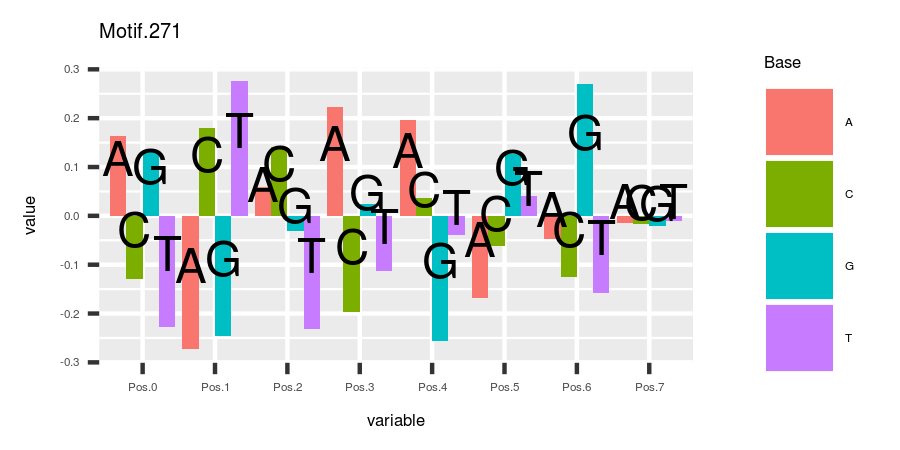 Motif.271
Base
0.3
0.2
0.1
0.0
-0.1
-0.2
-0.3
value
A C G T
A C G T
A C G T
A C G T
A C G T
A C G T
A C G T
A C G T
Pos.0 Pos.1 Pos.2 Pos.3 Pos.4 Pos.5 Pos.6 Pos.7
variable
A
C
G
T